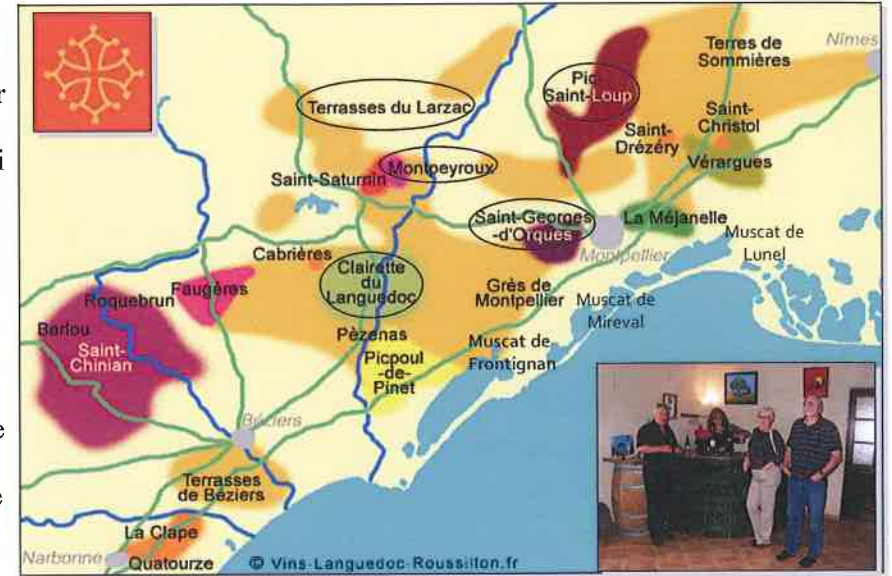 Terres de
Sommières
Nîmes
Terrasses du Larzac
Pic
Saint-Loup
Saint-
Christol
Saint-
Drézéry
Vérargues
Montpeyroux
Saint-Saturnin
Saint-Georges
-d'Orques
La Méjanelle
Muscat de
Lunel
Montpellier
Cabrières
Clairette
du
Languedoc
Faugères
Roquebrun
Grès de
Montpellier
Muscat de
Mireval
Barlou
Saint-
Chinian
Pèzenas
Picpoul
-de-
Pinet
Muscat de
Frontignan
Béziers
Terrasses
de Béziers
La Clape
Narbonne
Quatourze
© Vins-Languedoc-Roussillon.fr